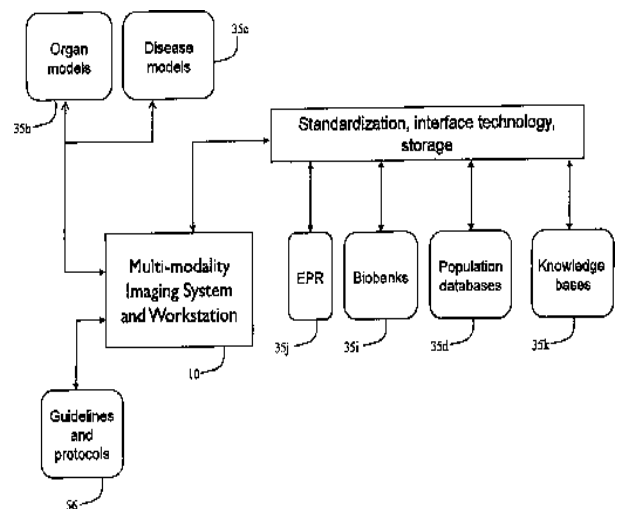 Organ
models
Disease
models
35c
35b
Standardization, interface technology,
storage
Multi-modality
Imaging System
and Workstation
EPR
Biobanks
Population
databases
Knowledge
bases
35j
35i
35d
35k
10
Guidelines
and
protocols
56